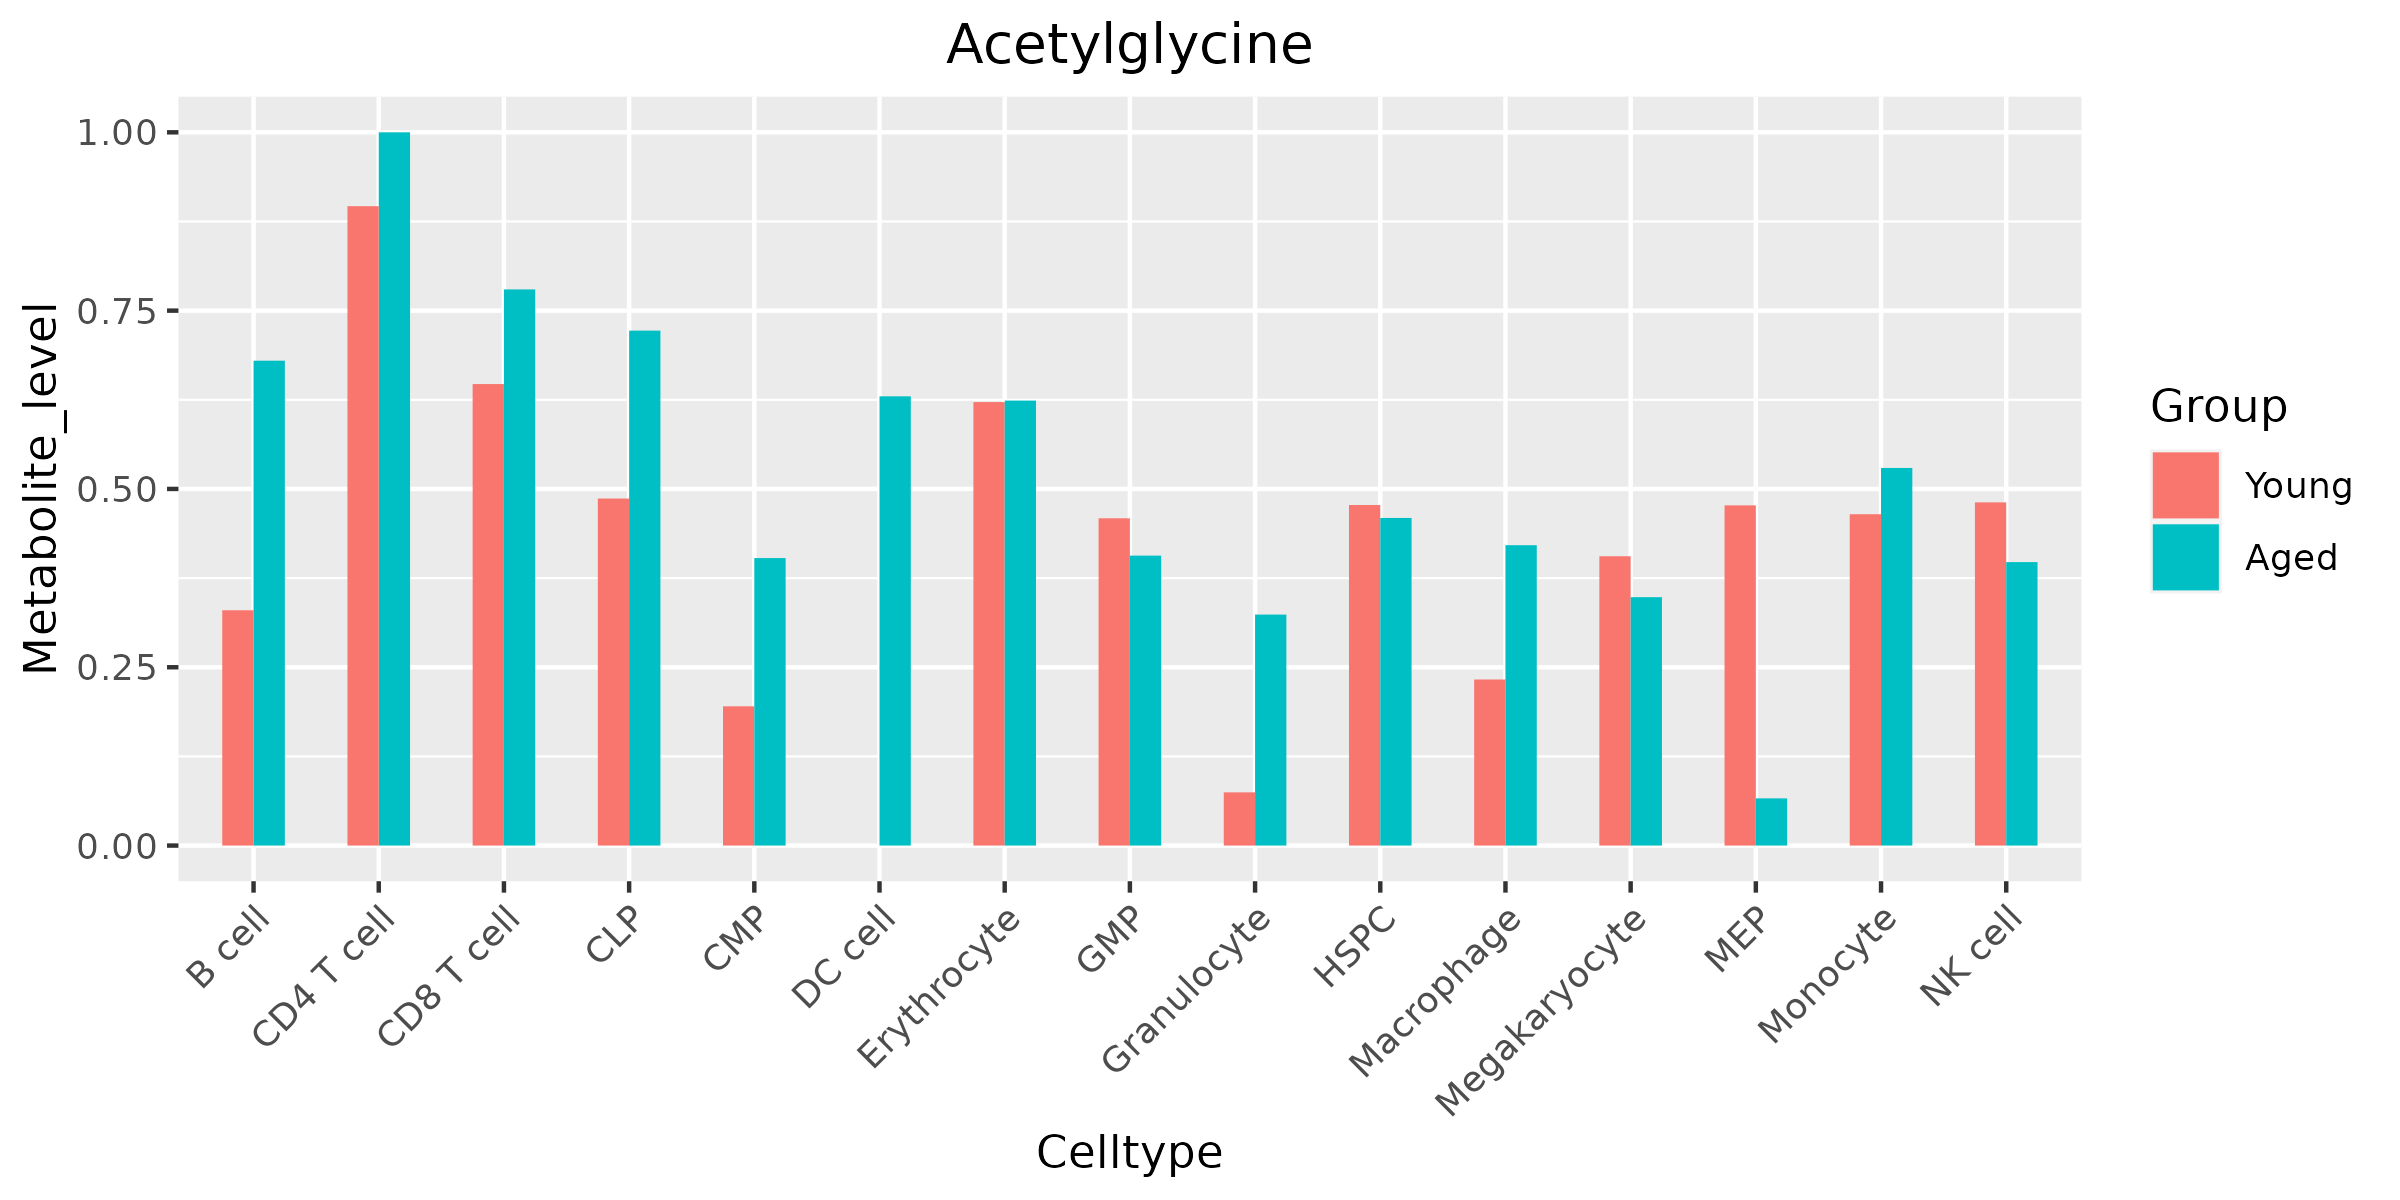 Acetylglycine
Metabolite_level
1.00
0.75
0.50
0.25
0.00
B cell
CD4 T cell
CD8 T cell
CLP
CMP
DC cell
Erythrocyte
GMP
Granulocyte
HSPC
Macrophage
Megakaryocyte
MEP
Monocyte
NK cell
Celltype
Group
Young
Aged